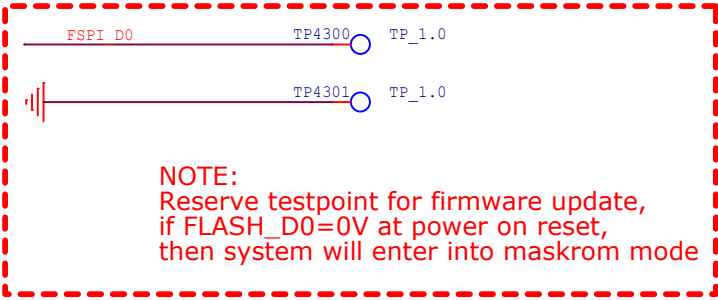 FSPI_D0 TP4300 TP_1.0
TP4301 TP_1.0
NOTE:
Reserve testpoint for firmware update,
if FLASH_D0=0V at power on reset,
then system will enter into maskrom mode